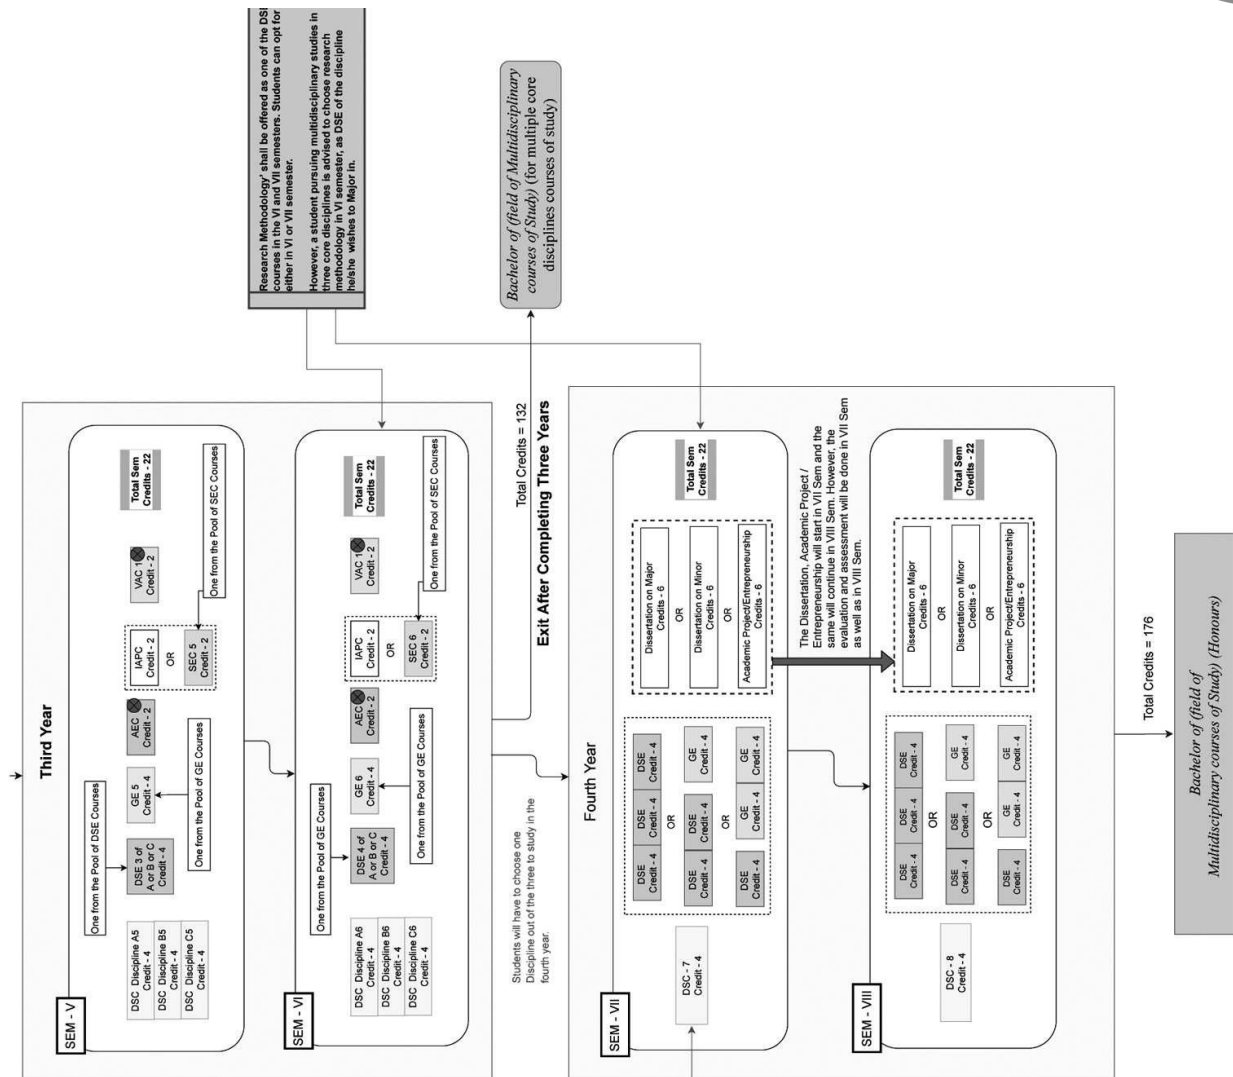 Research Methodology' shall be offered as one of the DSE
courses in the VI and VII semesters. Students can opt for
either in VI or VII semester.
However, a student pursuing multidisciplinary studies in
three core disciplines is advised to choose research
methodology in VI semester, as DSE of the discipline
he/she wishes to Major in.
Third Year
SEM - V
DSC Discipline A5
Credit - 4
DSC Discipline B5
Credit - 4
DSC Discipline C5
Credit - 4
One from the Pool of DSE Courses
DSE 3 of
A or B or C
Credit - 4
GE 5
Credit - 4
One from the Pool of GE Courses
AEC
Credit - 2
IAPC
Credit - 2
OR
SEC 5
Credit - 2
VAC 1
Credit - 2
One from the Pool of SEC Courses
Total Sem
Credits - 22
SEM - VI
DSC Discipline A6
Credit - 4
DSC Discipline B6
Credit - 4
DSC Discipline C6
Credit - 4
One from the Pool of GE Courses
DSE 4 of
A or B or C
Credit - 4
GE 6
Credit - 4
One from the Pool of GE Courses
AEC
Credit - 2
IAPC
Credit - 2
OR
SEC 6
Credit - 2
VAC 1
Credit - 2
One from the Pool of SEC Courses
Total Sem
Credits - 22
Students will have to choose one
Discipline out of the three to study in the
fourth year.
Total Credits = 132
Exit After Completing Three Years
Bachelor of (field of Multidisciplinary
courses of Study) (for multiple core
disciplines courses of study)
Fourth Year
SEM - VII
DSC - 7
Credit - 4
DSE
Credit - 4
DSE
Credit - 4
DSE
Credit - 4
OR
DSE
Credit - 4
DSE
Credit - 4
GE
Credit - 4
OR
DSE
Credit - 4
GE
Credit - 4
GE
Credit - 4
Dissertation on Major
Credits - 6
OR
Dissertation on Minor
Credits - 6
OR
Academic Project/Entrepreneurship
Credits - 6
Total Sem
Credits - 22
The Dissertation, Academic Project /
Entrepreneurship will start in VII Sem and the
same will continue in VIII Sem. However, the
evaluation and assessment will be done in VII Sem
as well as in VIII Sem.
SEM - VIII
DSC - 8
Credit - 4
DSE
Credit - 4
DSE
Credit - 4
DSE
Credit - 4
OR
DSE
Credit - 4
DSE
Credit - 4
GE
Credit - 4
OR
DSE
Credit - 4
GE
Credit - 4
GE
Credit - 4
Dissertation on Major
Credits - 6
OR
Dissertation on Minor
Credits - 6
OR
Academic Project/Entrepreneurship
Credits - 6
Total Sem
Credits - 22
Total Credits = 176
Bachelor of (field of
Multidisciplinary courses of Study) (Honours)